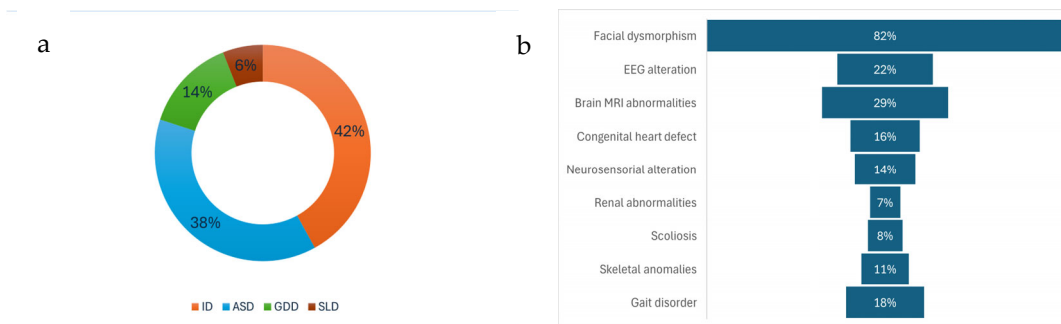 a
6%
14%
42%
38%
ID ASD GDD SLD
b
Facial dysmorphism 82%
EEG alteration 22%
Brain MRI abnormalities 29%
Congenital heart defect 16%
Neurosensorial alteration 14%
Renal abnormalities 7%
Scoliosis 8%
Skeletal anomalies 11%
Gait disorder 18%